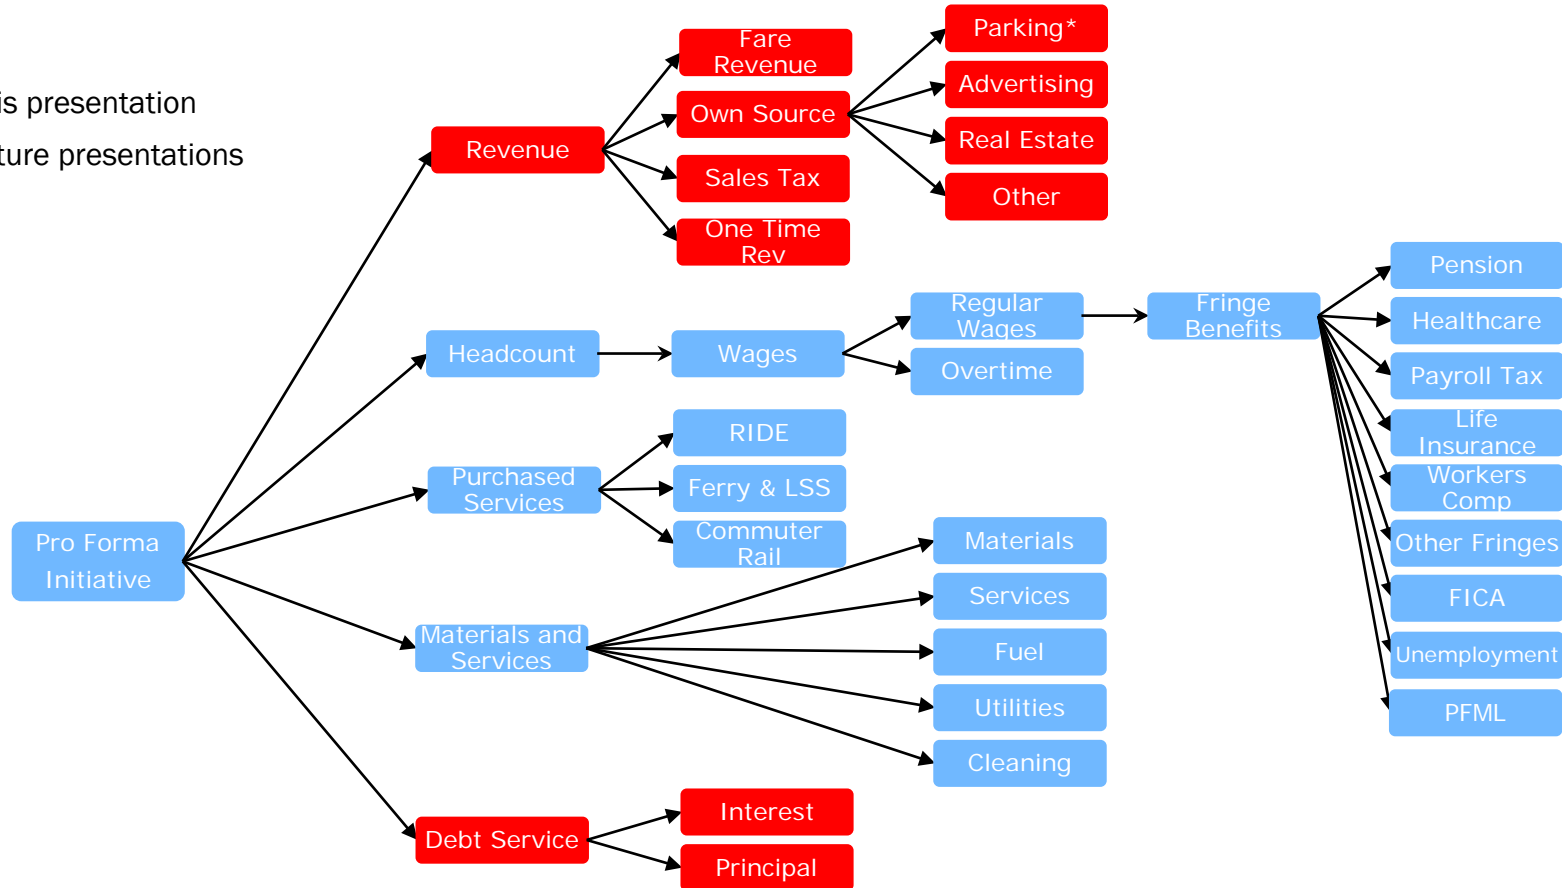 is presentation
ture presentations
Parking*
Fare
Revenue
Advertising
Own Source
Revenue
Real Estate
Sales Tax
Other
One Time
Rev
Pension
Regular
Wages
Fringe
Benefits
Healthcare
Headcount
Wages
Overtime
Payroll Tax
Life
Insurance
RIDE
Purchased
Services
Ferry & LSS
Workers
Comp
Commuter
Rail
Pro Forma
Initiative
Materials
Other Fringes
Services
FICA
Materials and
Services
Fuel
Unemployment
Utilities
PFML
Cleaning
Interest
Debt Service
Principal